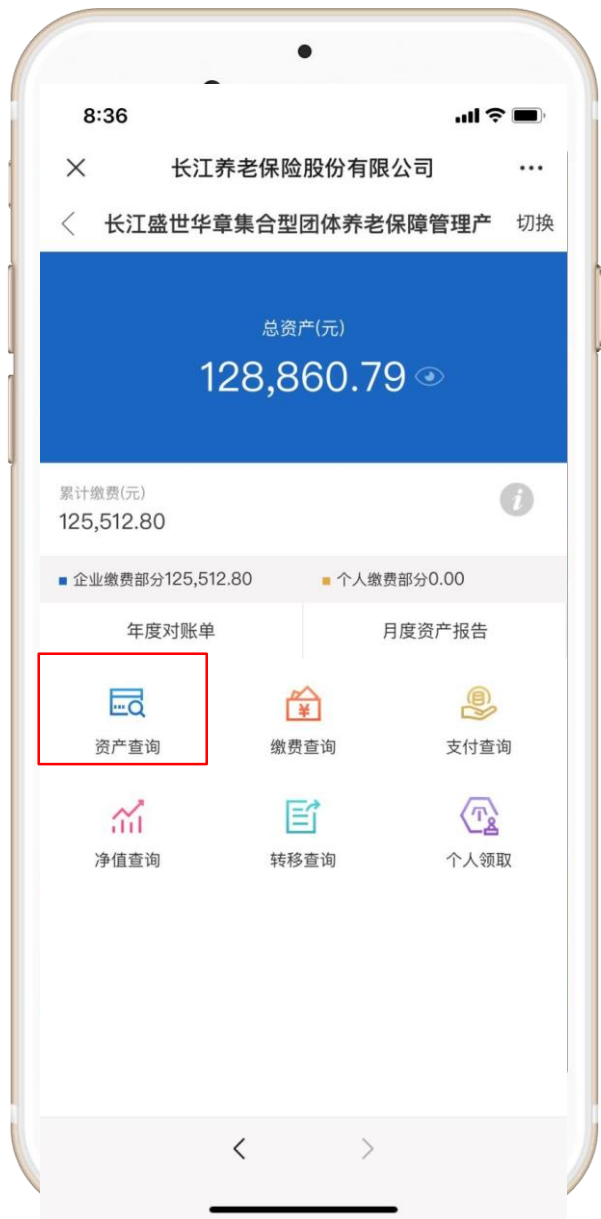 8:36
长江养老保险股份有限公司
长江盛世华章集合型团体养老保障管理产 切换
总资产(元)
128,860.79
累计缴费(元)
125,512.80
企业缴费部分125,512.80 个人缴费部分0.00
年度对账单 月度资产报告
资产查询 缴费查询 支付查询
净值查询 转移查询 个人领取